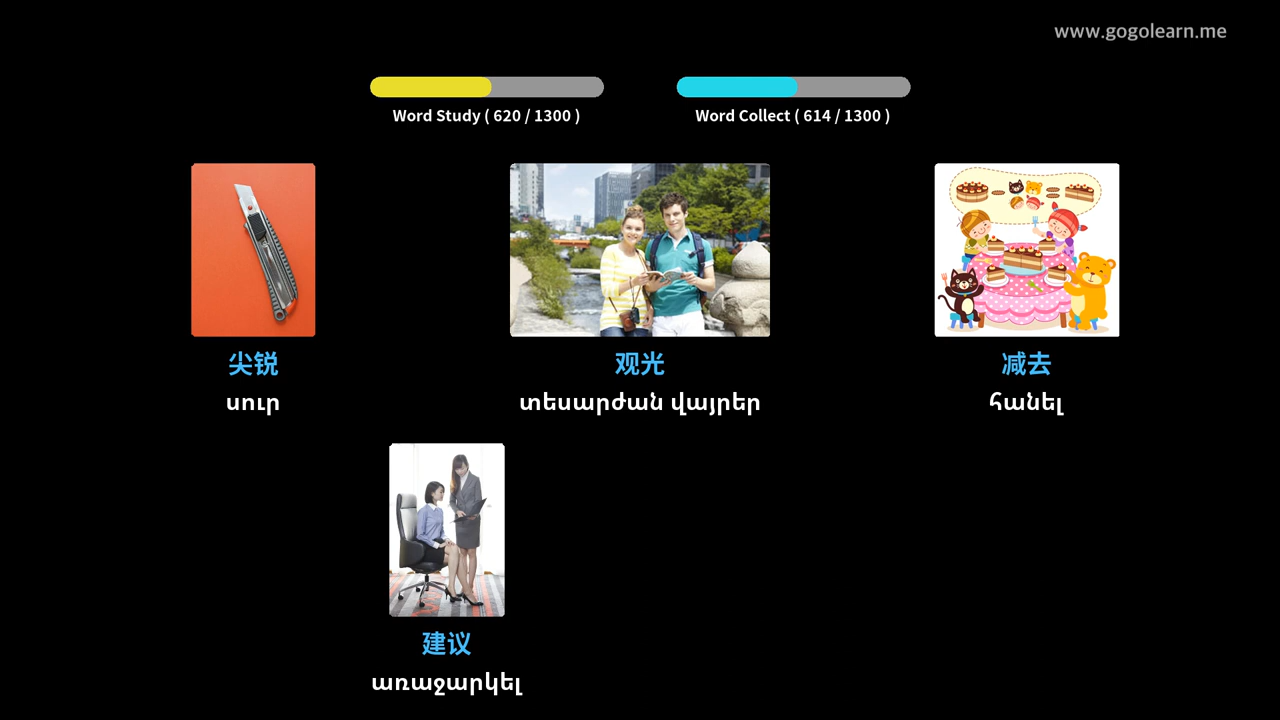 www.gogolearn.me
Word Study ( 620 / 1300 )
Word Collect ( 614 / 1300 )
尖锐
սուր
观光
տեսարժան վայրեր
减去
հանել
建议
առաջարկել